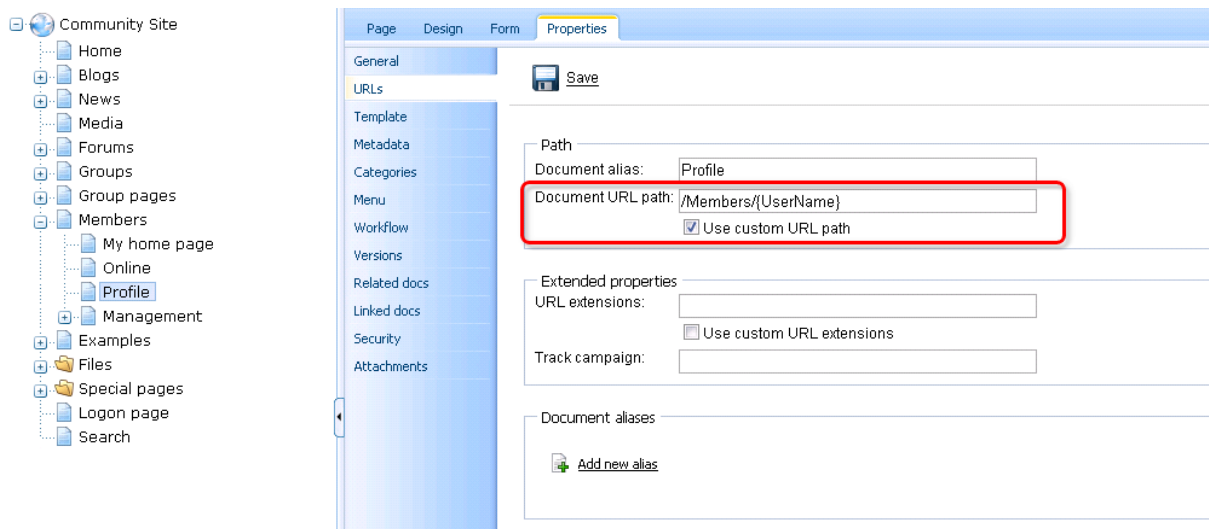 Community Site
Home
Blogs
News
Media
Forums
Groups
Group pages
Members
My home page
Online
Profile
Management
Examples
Files
Special pages
Logon page
Search
Page Design Form Properties
General
URLs
Template
Metadata
Categories
Menu
Workflow
Versions
Related docs
Linked docs
Security
Attachments
Save
Path
Document alias: Profile
Document URL path: /Members/{UserName}
Use custom URL path
Extended properties
URL extensions:
Use custom URL extensions
Track campaign:
Document aliases
Add new alias